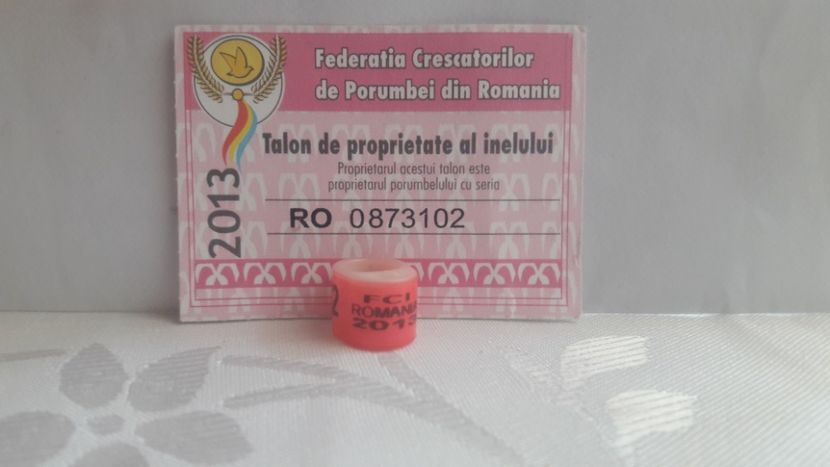 Federatia Crescatorilor
de Porumbei din Romania
Talon de proprietate al inelului
Proprietarul acestui talon este
proprietarul porumbelului cu seria
2013
RO 0873102
2
FCI
ROMANIA
2013